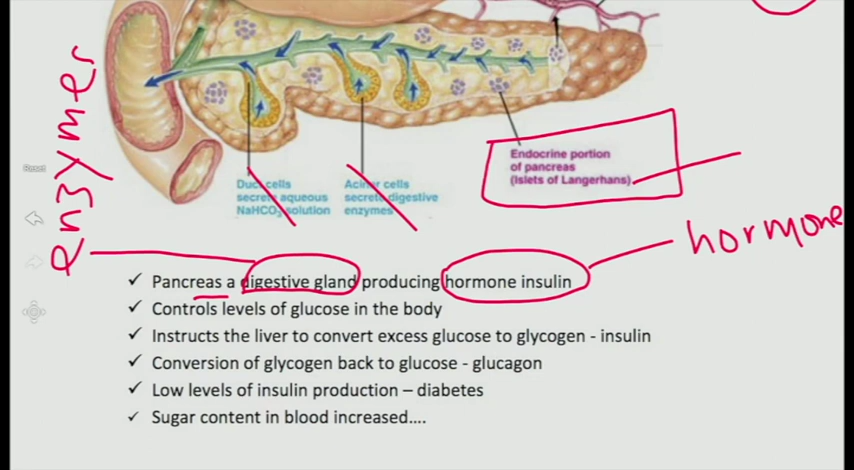 enzymes
Reset
Duct cells
secrete aqueous
NaHCO₃ solution
Acinar cells
secrete digestive
enzymes
Endocrine portion
of pancreas
(Islets of Langerhans)
hormone
✓ Pancreas a digestive gland producing hormone insulin
✓ Controls levels of glucose in the body
✓ Instructs the liver to convert excess glucose to glycogen - insulin
✓ Conversion of glycogen back to glucose - glucagon
✓ Low levels of insulin production – diabetes
✓ Sugar content in blood increased....